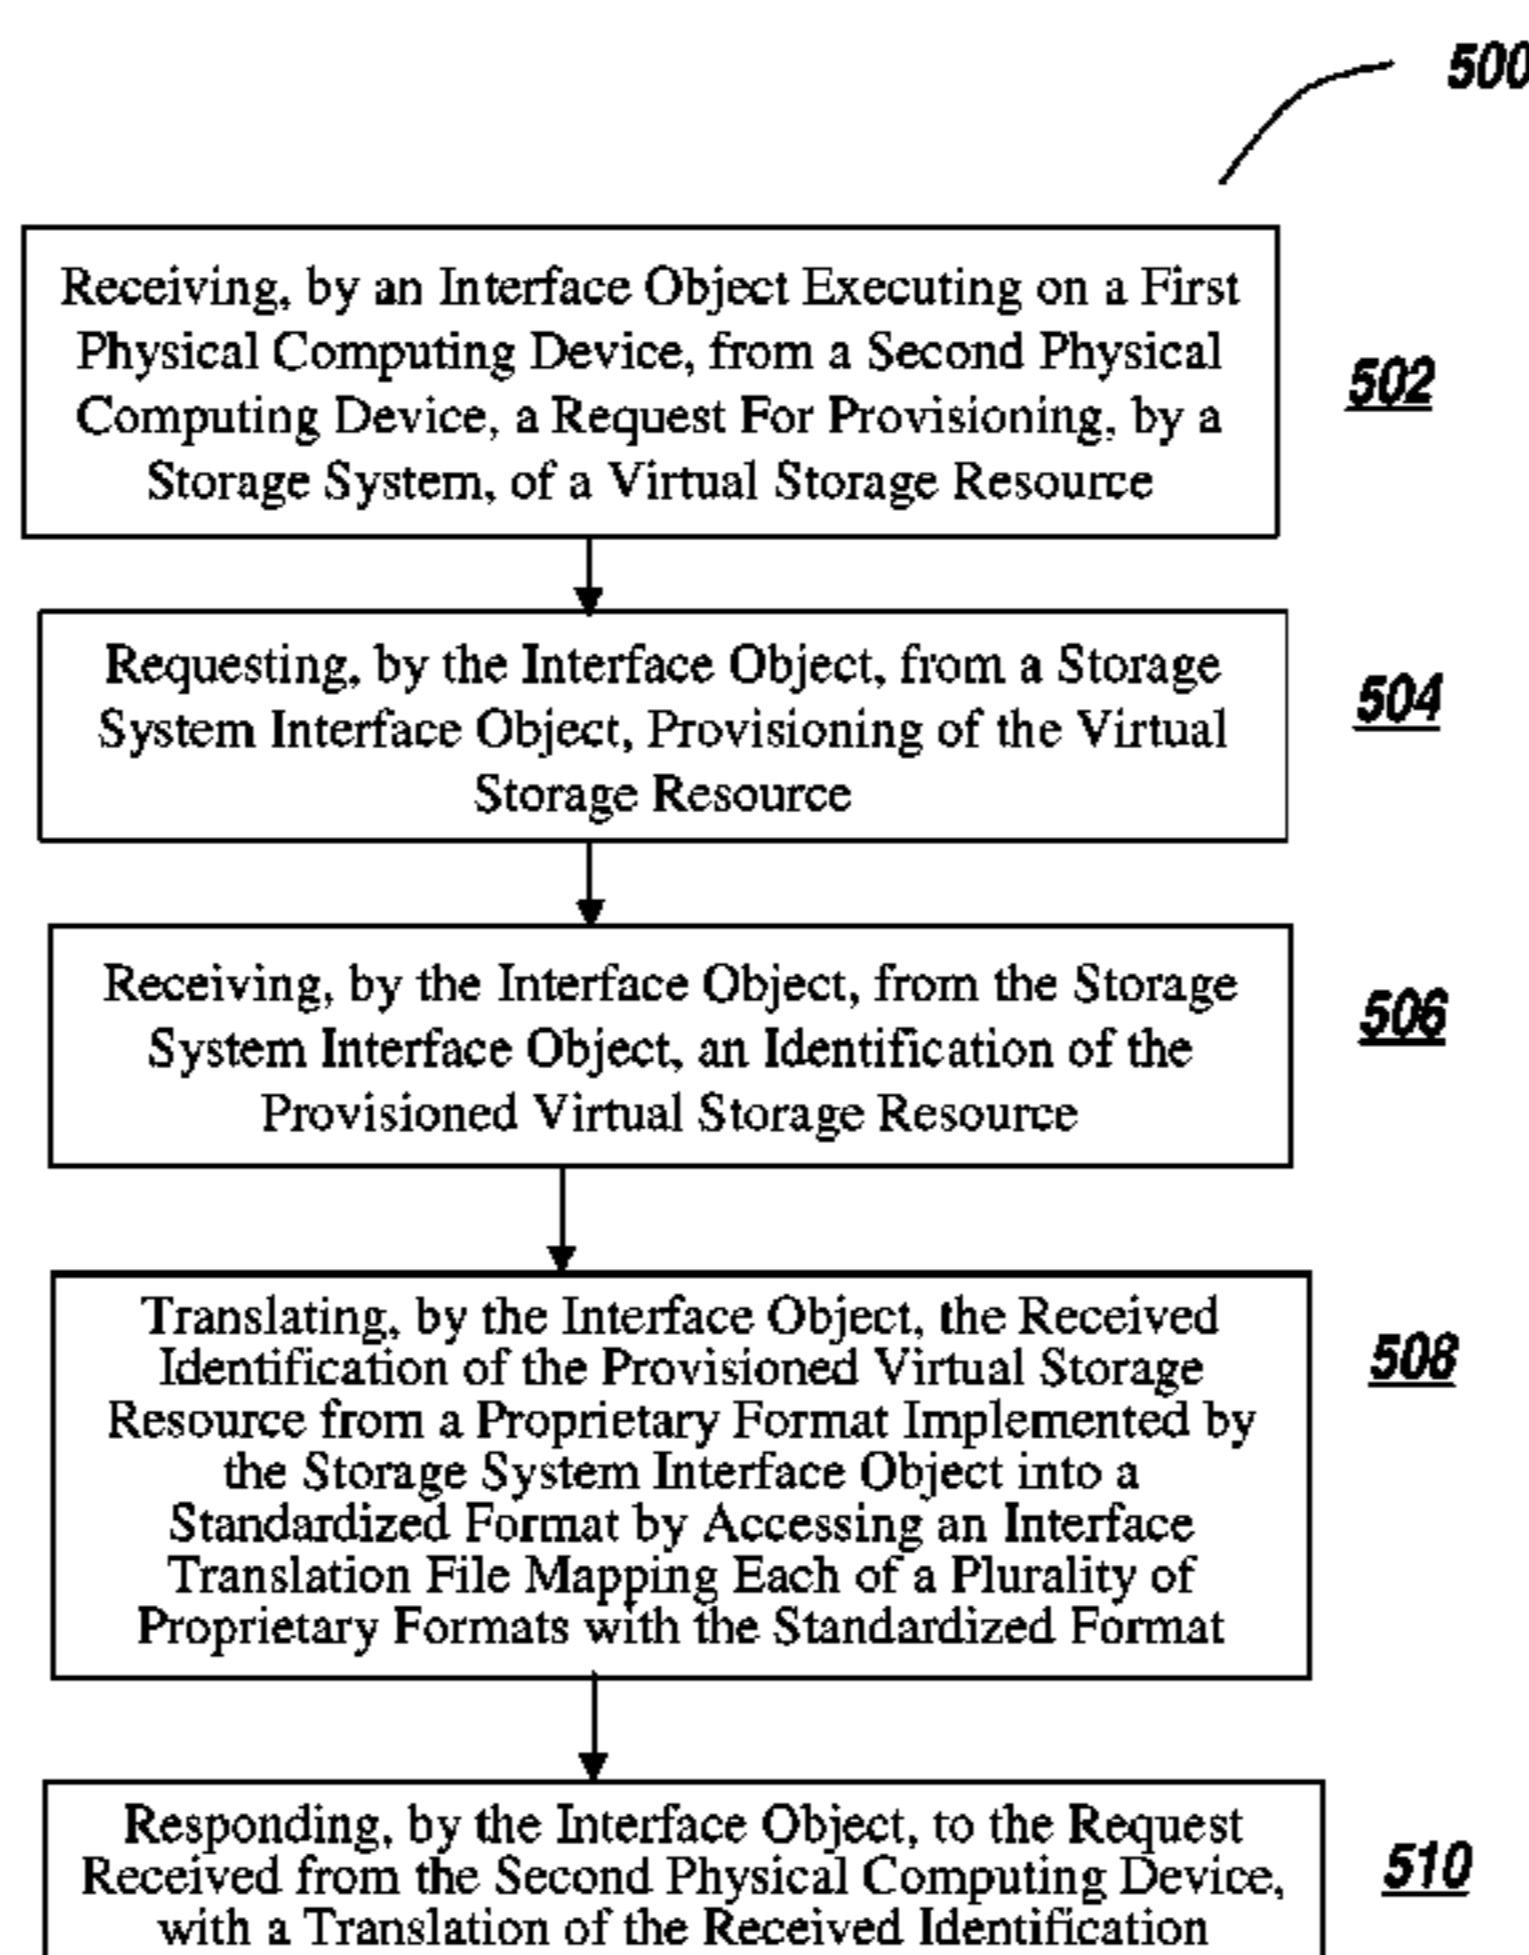 500
Receiving, by an Interface Object Executing on a First
Physical Computing Device, from a Second Physical
Computing Device, a Request For Provisioning, by a
Storage System, of a Virtual Storage Resource
502
Requesting, by the Interface Object, from a Storage
System Interface Object, Provisioning of the Virtual
Storage Resource
504
Receiving, by the Interface Object, from the Storage
System Interface Object, an Identification of the
Provisioned Virtual Storage Resource
506
Translating, by the Interface Object, the Received
Identification of the Provisioned Virtual Storage
Resource from a Proprietary Format Implemented by
the Storage System Interface Object into a
Standardized Format by Accessing an Interface
Translation File Mapping Each of a Plurality of
Proprietary Formats with the Standardized Format
508
Responding, by the Interface Object, to the Request
Received from the Second Physical Computing Device,
with a Translation of the Received Identification
510